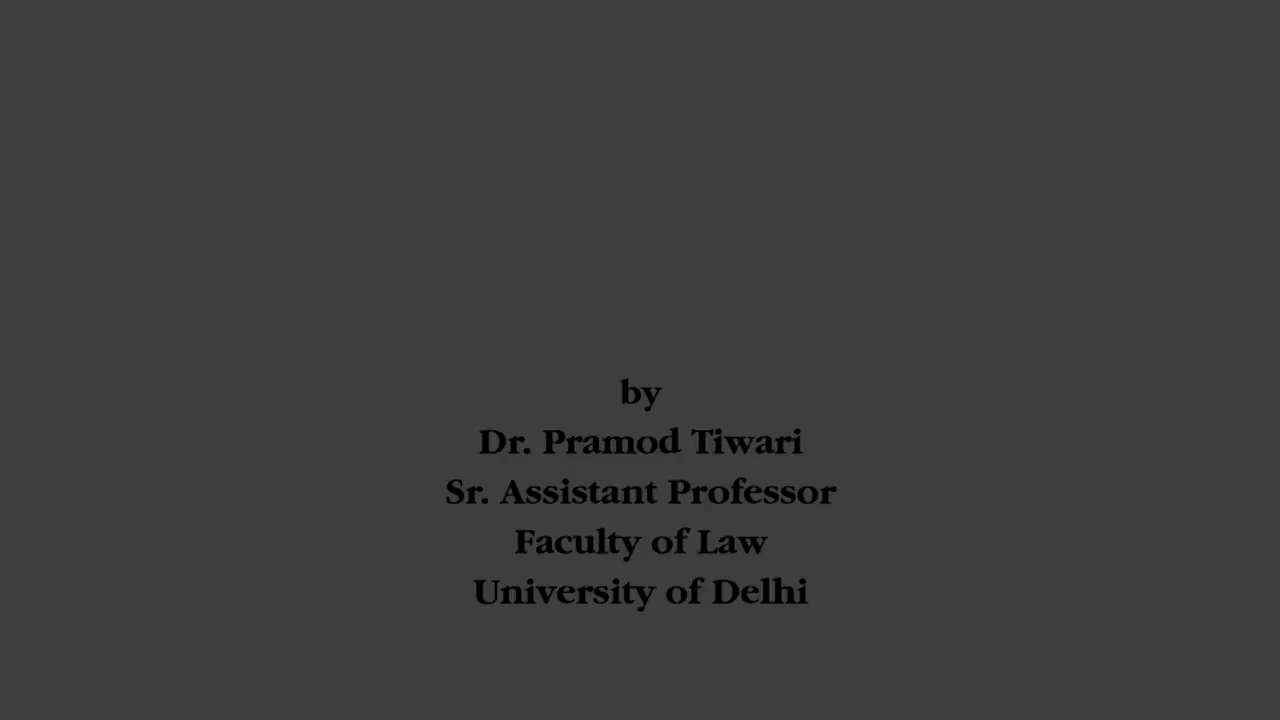 by
Dr. Pramod Tiwari
Sr. Assistant Professor
Faculty of Law
University of Delhi